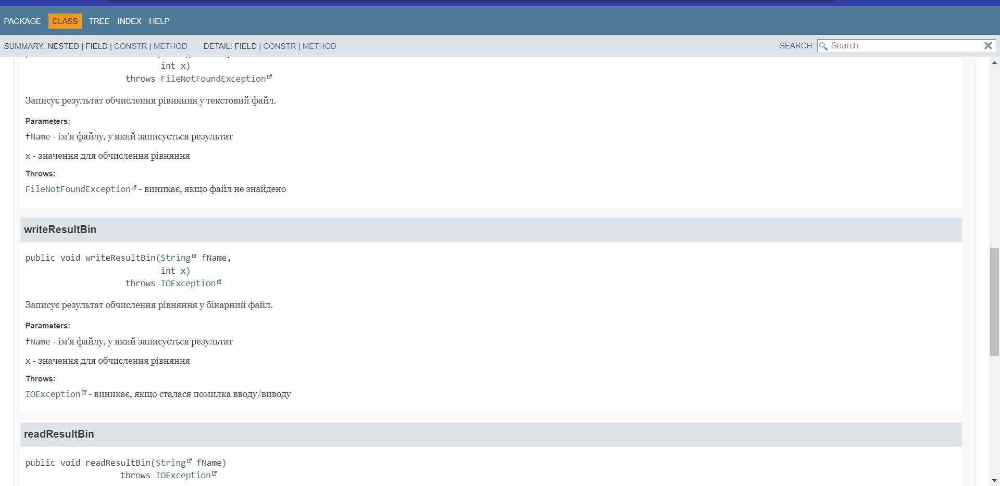 PACKAGE CLASS TREE INDEX HELP
SUMMARY: NESTED | FIELD | CONSTR | METHOD DETAIL: FIELD | CONSTR | METHOD SEARCH Search
int x)
throws FileNotFoundException
Записує результат обчислення рівняння у текстовий файл.
Parameters:
fName - ім'я файлу, у який записується результат
x - значення для обчислення рівняння
Throws:
FileNotFoundException - виникає, якщо файл не знайдено
writeResultBin
public void writeResultBin(String fName,
int x)
throws IOException
Записує результат обчислення рівняння у бінарний файл.
Parameters:
fName - ім'я файлу, у який записується результат
x - значення для обчислення рівняння
Throws:
IOException - виникає, якщо сталася помилка вводу/виводу
readResultBin
public void readResultBin(String fName)
throws IOException